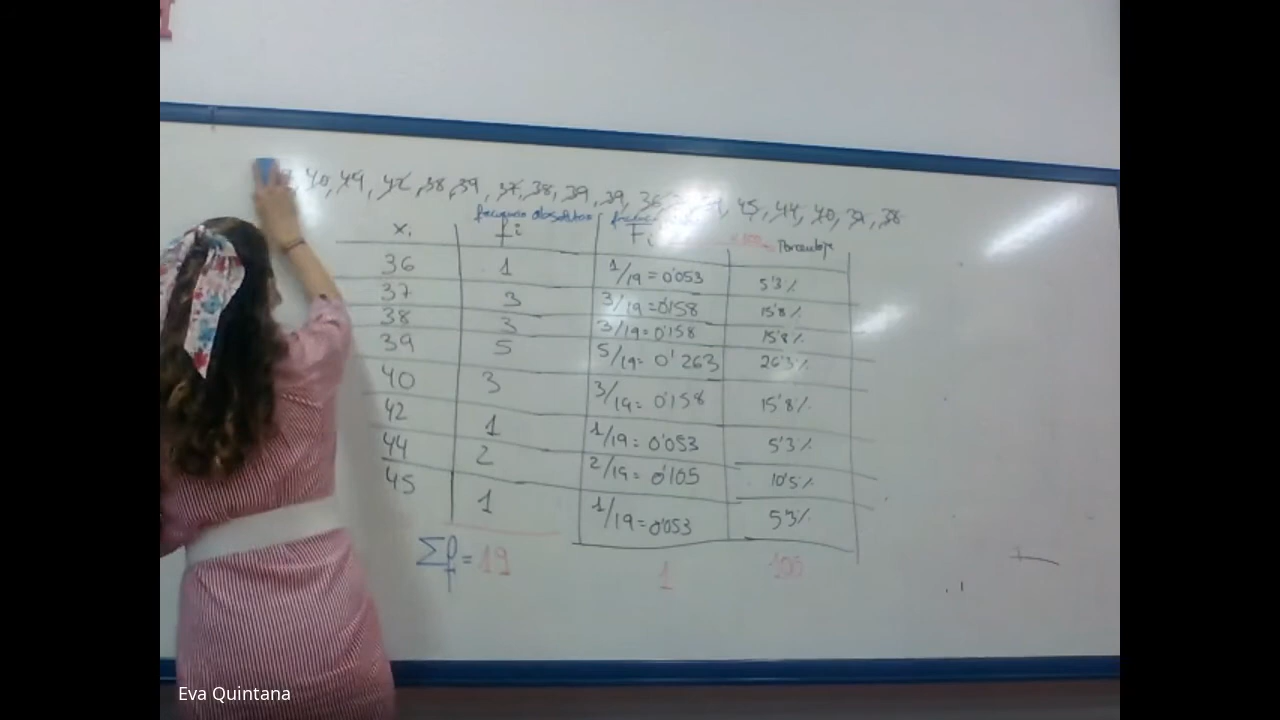 40, 44, 42, 38, 39, 37, 38, 39, 39, 36 45, 44, 40, 37, 38
xi frecuencia absoluta fi Fi Porcentaje
36 1 1/19 = 0'053 5'3%
37 3 3/19 = 0'158 15'8%
38 3 3/19 = 0'158 15'8%
39 5 5/19 = 0'263 26'3%
40 3 3/19 = 0'158 15'8%
42 1 1/19 = 0'053 5'3%
44 2 2/19 = 0'105 10'5%
45 1 1/19 = 0'053 5'3%
Σf = 19 1 100
Eva Quintana